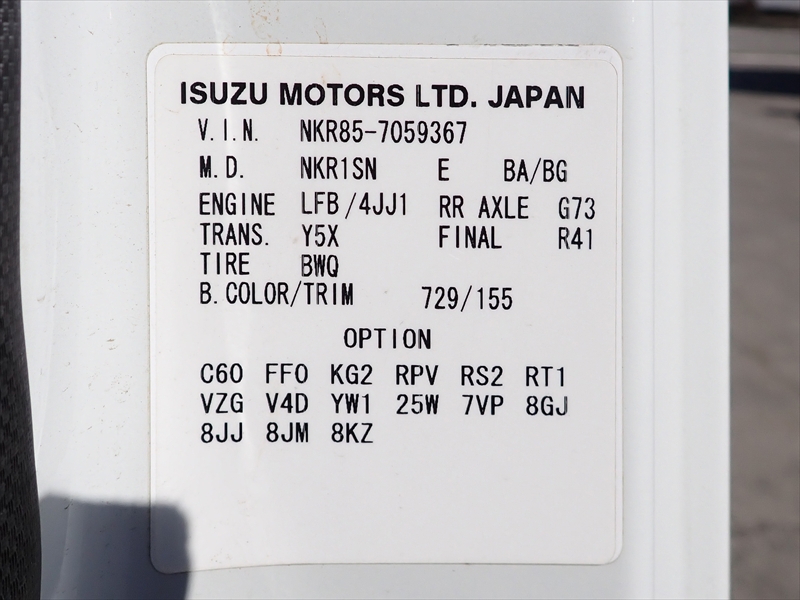 ISUZU MOTORS LTD. JAPAN
V.I.N. NKR85-7059367
M.D. NKR1SN E BA/BG
ENGINE LFB/4JJ1 RR AXLE G73
TRANS. Y5X FINAL R41
TIRE BWQ
B.COLOR/TRIM 729/155
OPTION
C60 FF0 KG2 RPV RS2 RT1
VZG V4D YW1 25W 7VP 8GJ
8JJ 8JM 8KZ